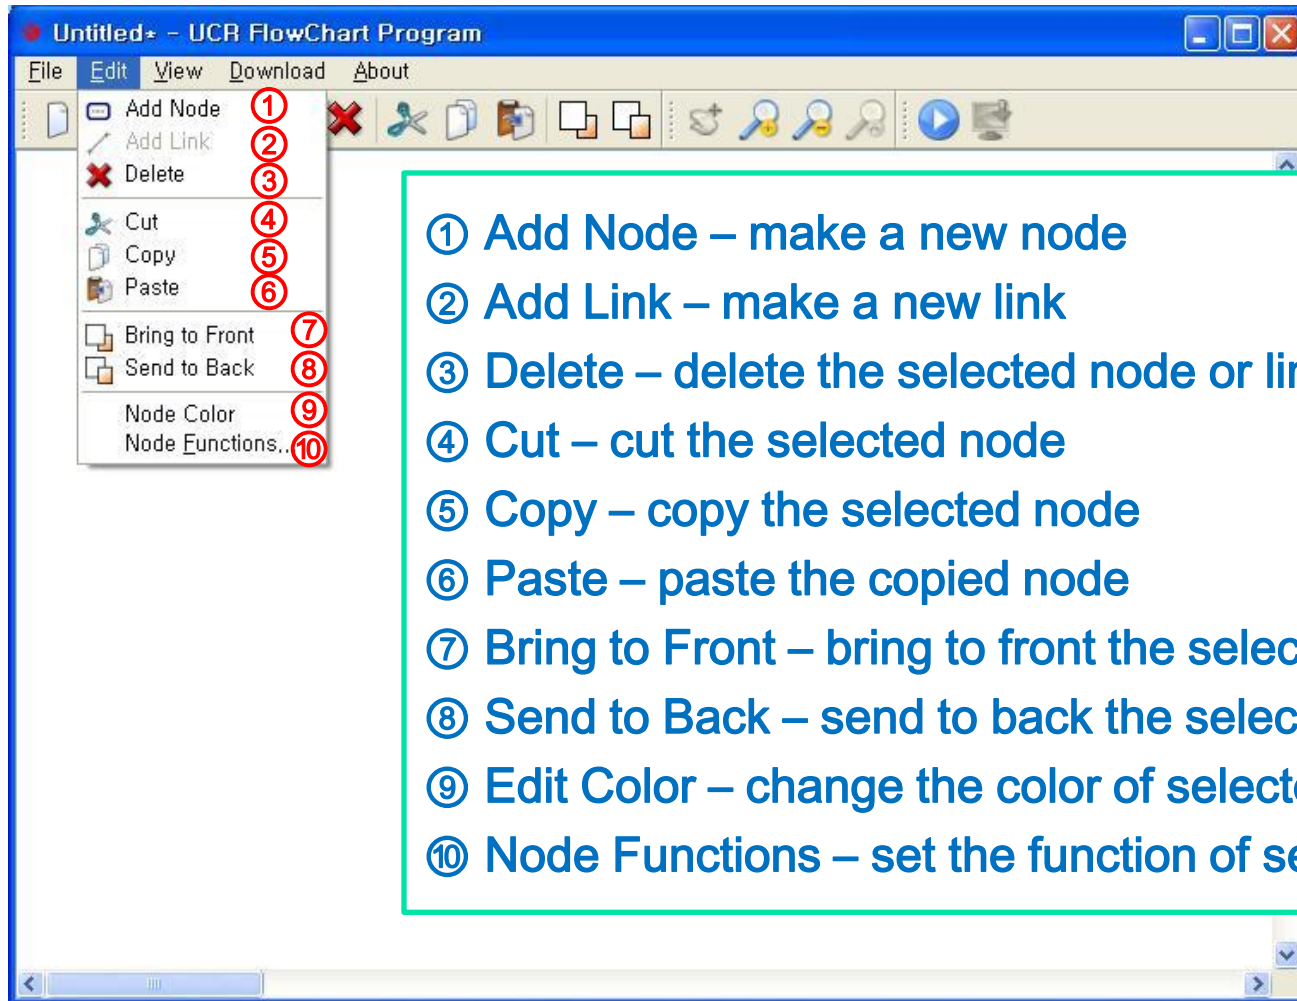 Untitled* - UCR FlowChart Program
File Edit View Download About
Add Node ①
Add Link ②
Delete ③
Cut ④
Copy ⑤
Paste ⑥
Bring to Front ⑦
Send to Back ⑧
Node Color ⑨
Node Functions... ⑩
① Add Node – make a new node
② Add Link – make a new link
③ Delete – delete the selected node or
④ Cut – cut the selected node
⑤ Copy – copy the selected node
⑥ Paste – paste the copied node
⑦ Bring to Front – bring to front the
⑧ Send to Back – send to back the
⑨ Edit Color – change the color of
⑩ Node Functions – set the function of